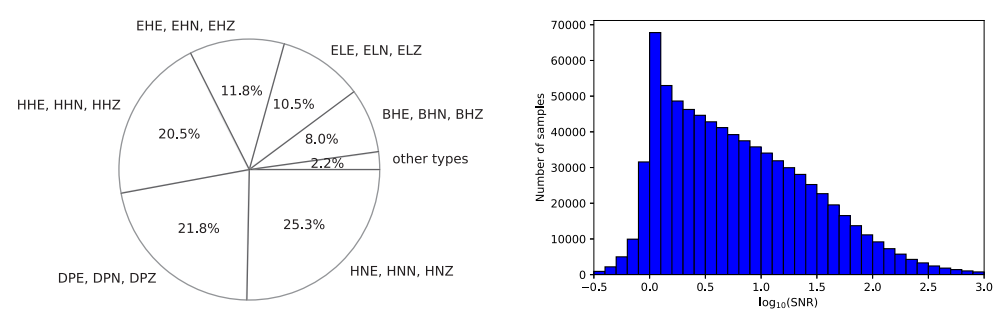 EHE, EHN, EHZ
ELE, ELN, ELZ
HHE, HHN, HHZ
11.8%
10.5%
BHE, BHN, BHZ
20.5%
8.0%
2.2%
other types
21.8%
25.3%
HNE, HNN, HNZ
DPE, DPN, DPZ
Number of samples
70000
60000
50000
40000
30000
20000
10000
0
−0.5 0.0 0.5 1.0 1.5 2.0 2.5 3.0
log₁₀(SNR)